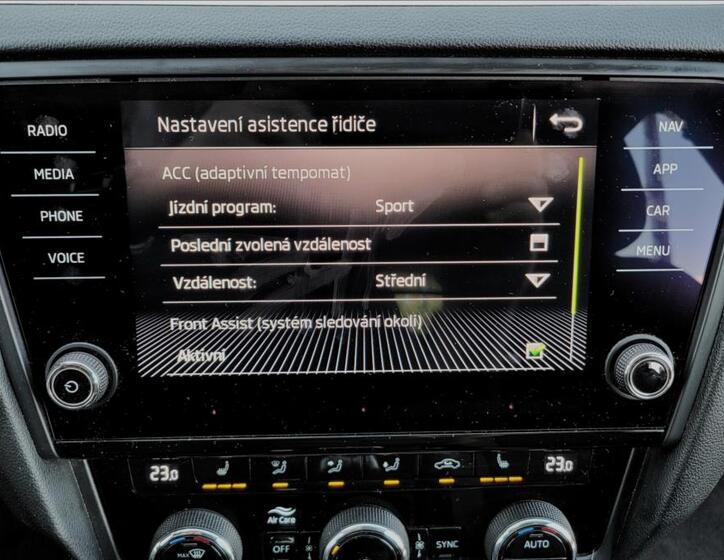 Nastavení asistence řidiče
RADIO
NAV
MEDIA
APP
ACC (adaptivní tempomat)
PHONE
CAR
Jízdní program: Sport
VOICE
MENU
Poslední zvolená vzdálenost
Vzdálenost: Střední
Front Assist (systém sledování okolí)
Aktivní
23.0
23.0
Air Care
OFF
SYNC
MAX
AUTO